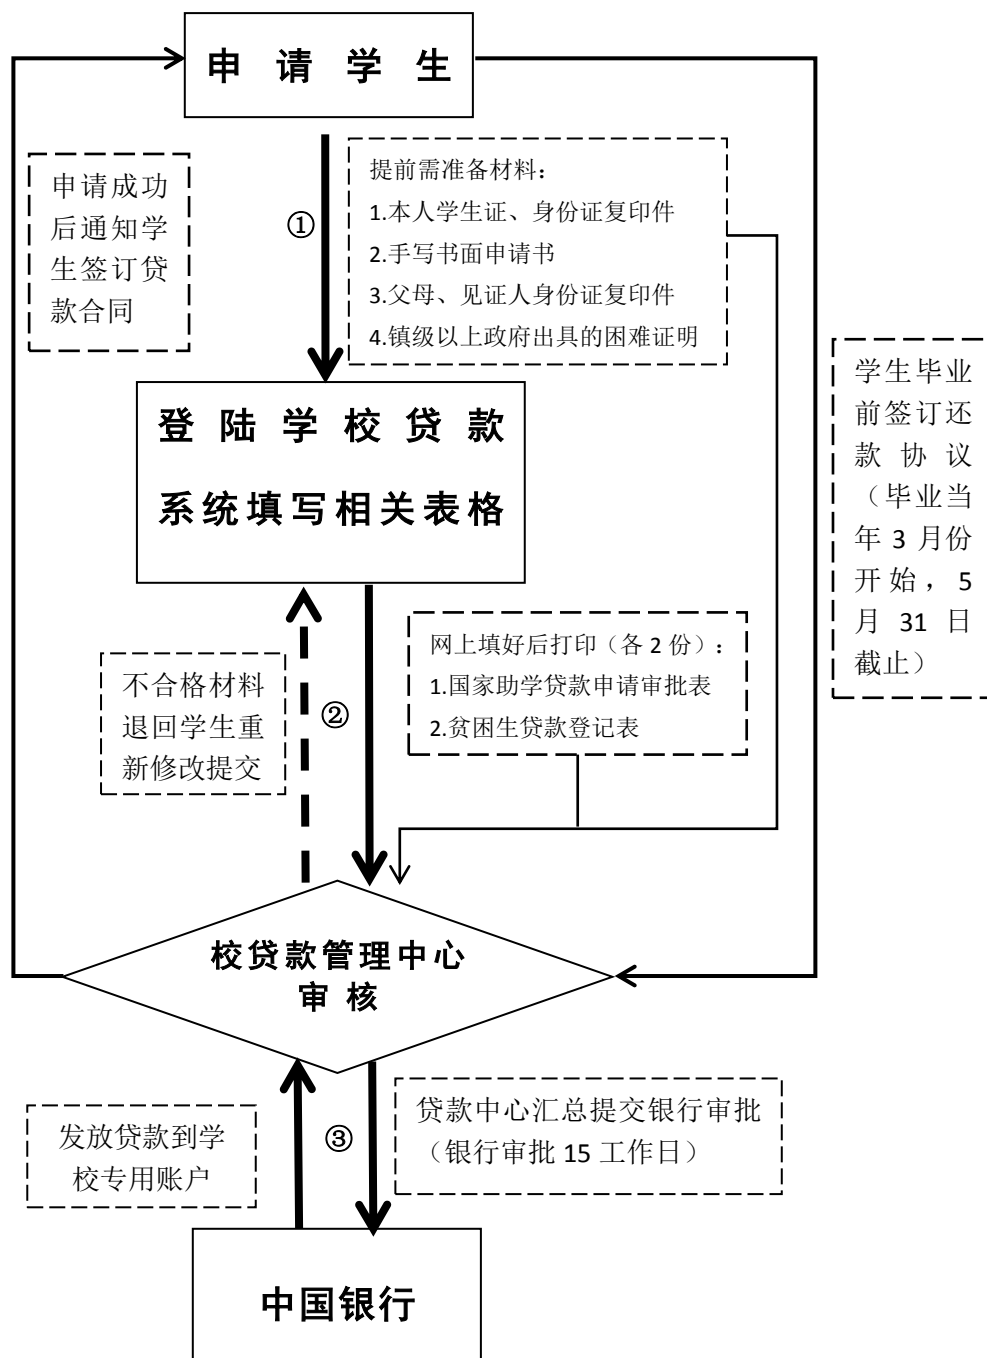 申请学生
申请成功
后通知学
生签订贷
款合同
①
提前需准备材料：
1.本人学生证、身份证复印件
2.手写书面申请书
3.父母、见证人身份证复印件
4.镇级以上政府出具的困难证明
登陆学校贷款
系统填写相关表格
学生毕业
前签订还
款协议
（毕业当
年 3 月份
开始，5
月 31 日
截止）
不合格材料
退回学生重
新修改提交
②
网上填好后打印（各 2 份）：
1.国家助学贷款申请审批表
2.贫困生贷款登记表
校贷款管理中心
审 核
发放贷款到学
校专用账户
③
贷款中心汇总提交银行审批
（银行审批 15 工作日）
中国银行